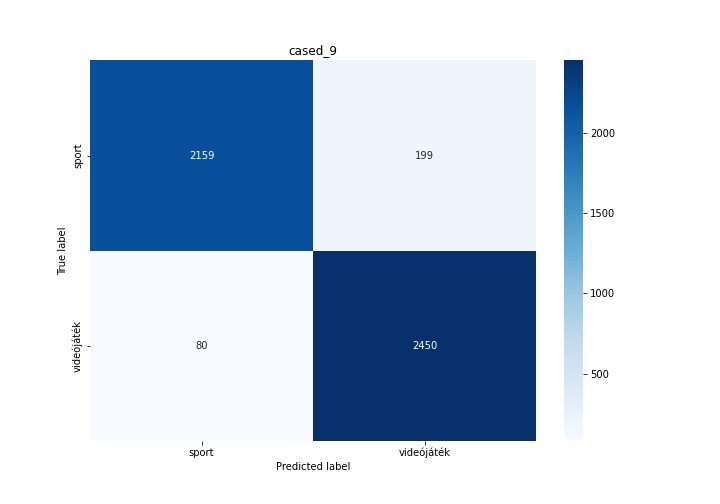 cased_9
sport
2159
199
True label
videójáték
80
2450
sport
videójáték
Predicted label
2000
1500
1000
500